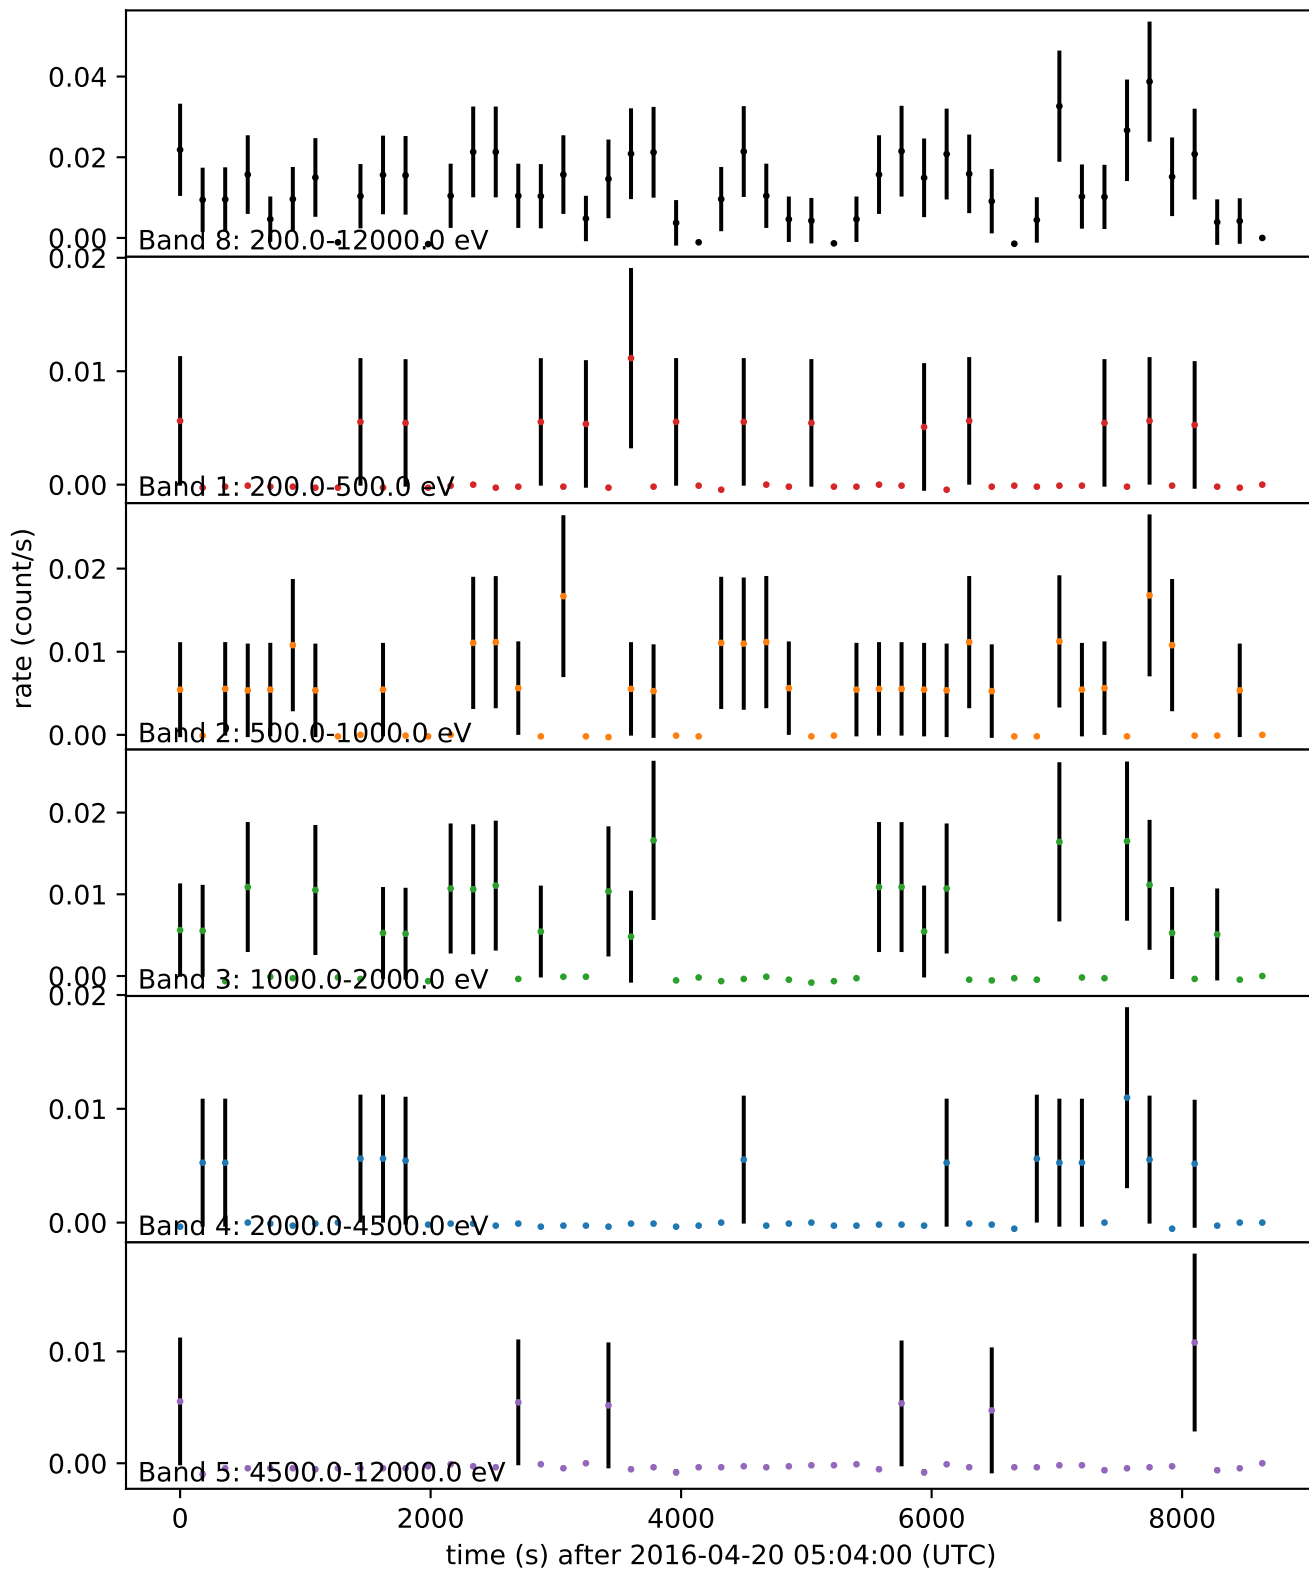 0.04
0.02
0.00
Band 8: 200.0-12000.0 eV
0.02
0.01
0.00
Band 1: 200.0-500.0 eV
rate (count/s)
0.02
0.01
0.00
Band 2: 500.0-1000.0 eV
0.02
0.01
0.00
Band 3: 1000.0-2000.0 eV
0.02
0.01
0.00
Band 4: 2000.0-4500.0 eV
0.01
0.00
Band 5: 4500.0-12000.0 eV
0 2000 4000 6000 8000
time (s) after 2016-04-20 05:04:00 (UTC)